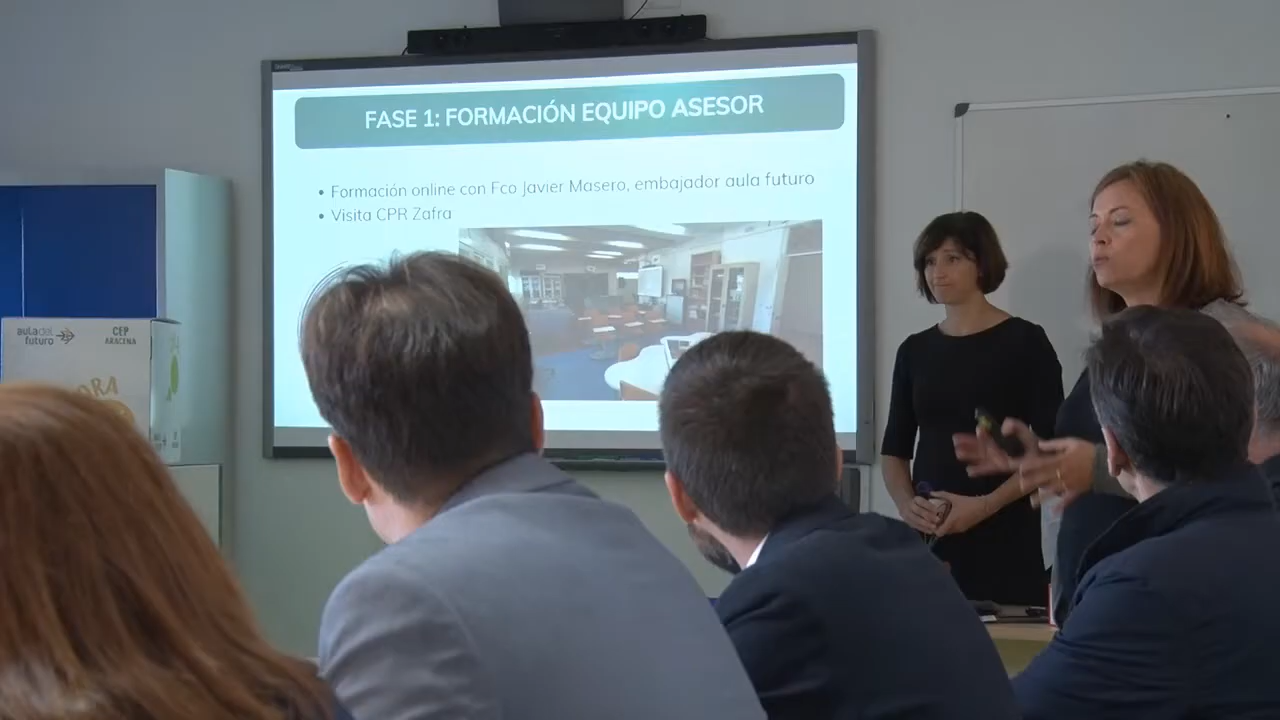 FASE 1: FORMACIÓN EQUIPO ASESOR
• Formación online con Fco Javier Masero, embajador aula futuro
• Visita CPR Zafra
aula del
futuro
CEP
ARACENA